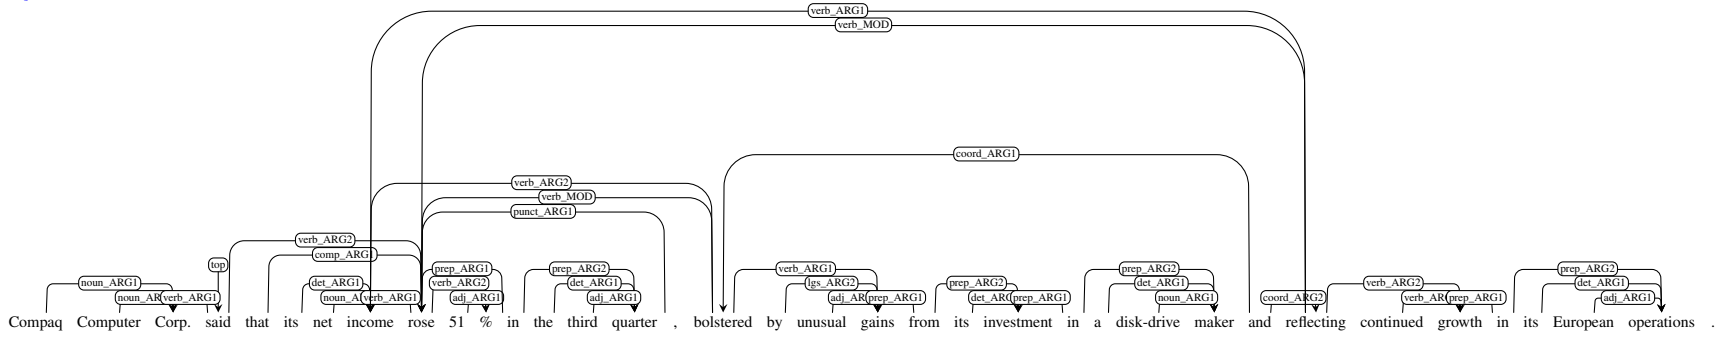 verb_ARG1
verb_MOD
coord_ARG1
verb_ARG2
verb_MOD
punct_ARG1
verb_ARG2
comp_ARG1
top
prep_ARG1
prep_ARG2
verb_ARG1
prep_ARG2
prep_ARG2
noun_ARG1
det_ARG1
verb_ARG2
det_ARG1
lgs_ARG2
prep_ARG2
det_ARG1
verb_ARG2
det_ARG1
verb_ARG1
verb_ARG1
adj_ARG1
adj_ARG1
prep_ARG1
prep_ARG1
noun_ARG1
coord_ARG2
prep_ARG1
adj_ARG1
Compaq Computer Corp. said that its net income rose 51 % in the third quarter , bolstered by unusual gains from its investment in a disk-drive maker and reflecting continued growth in its European operations .